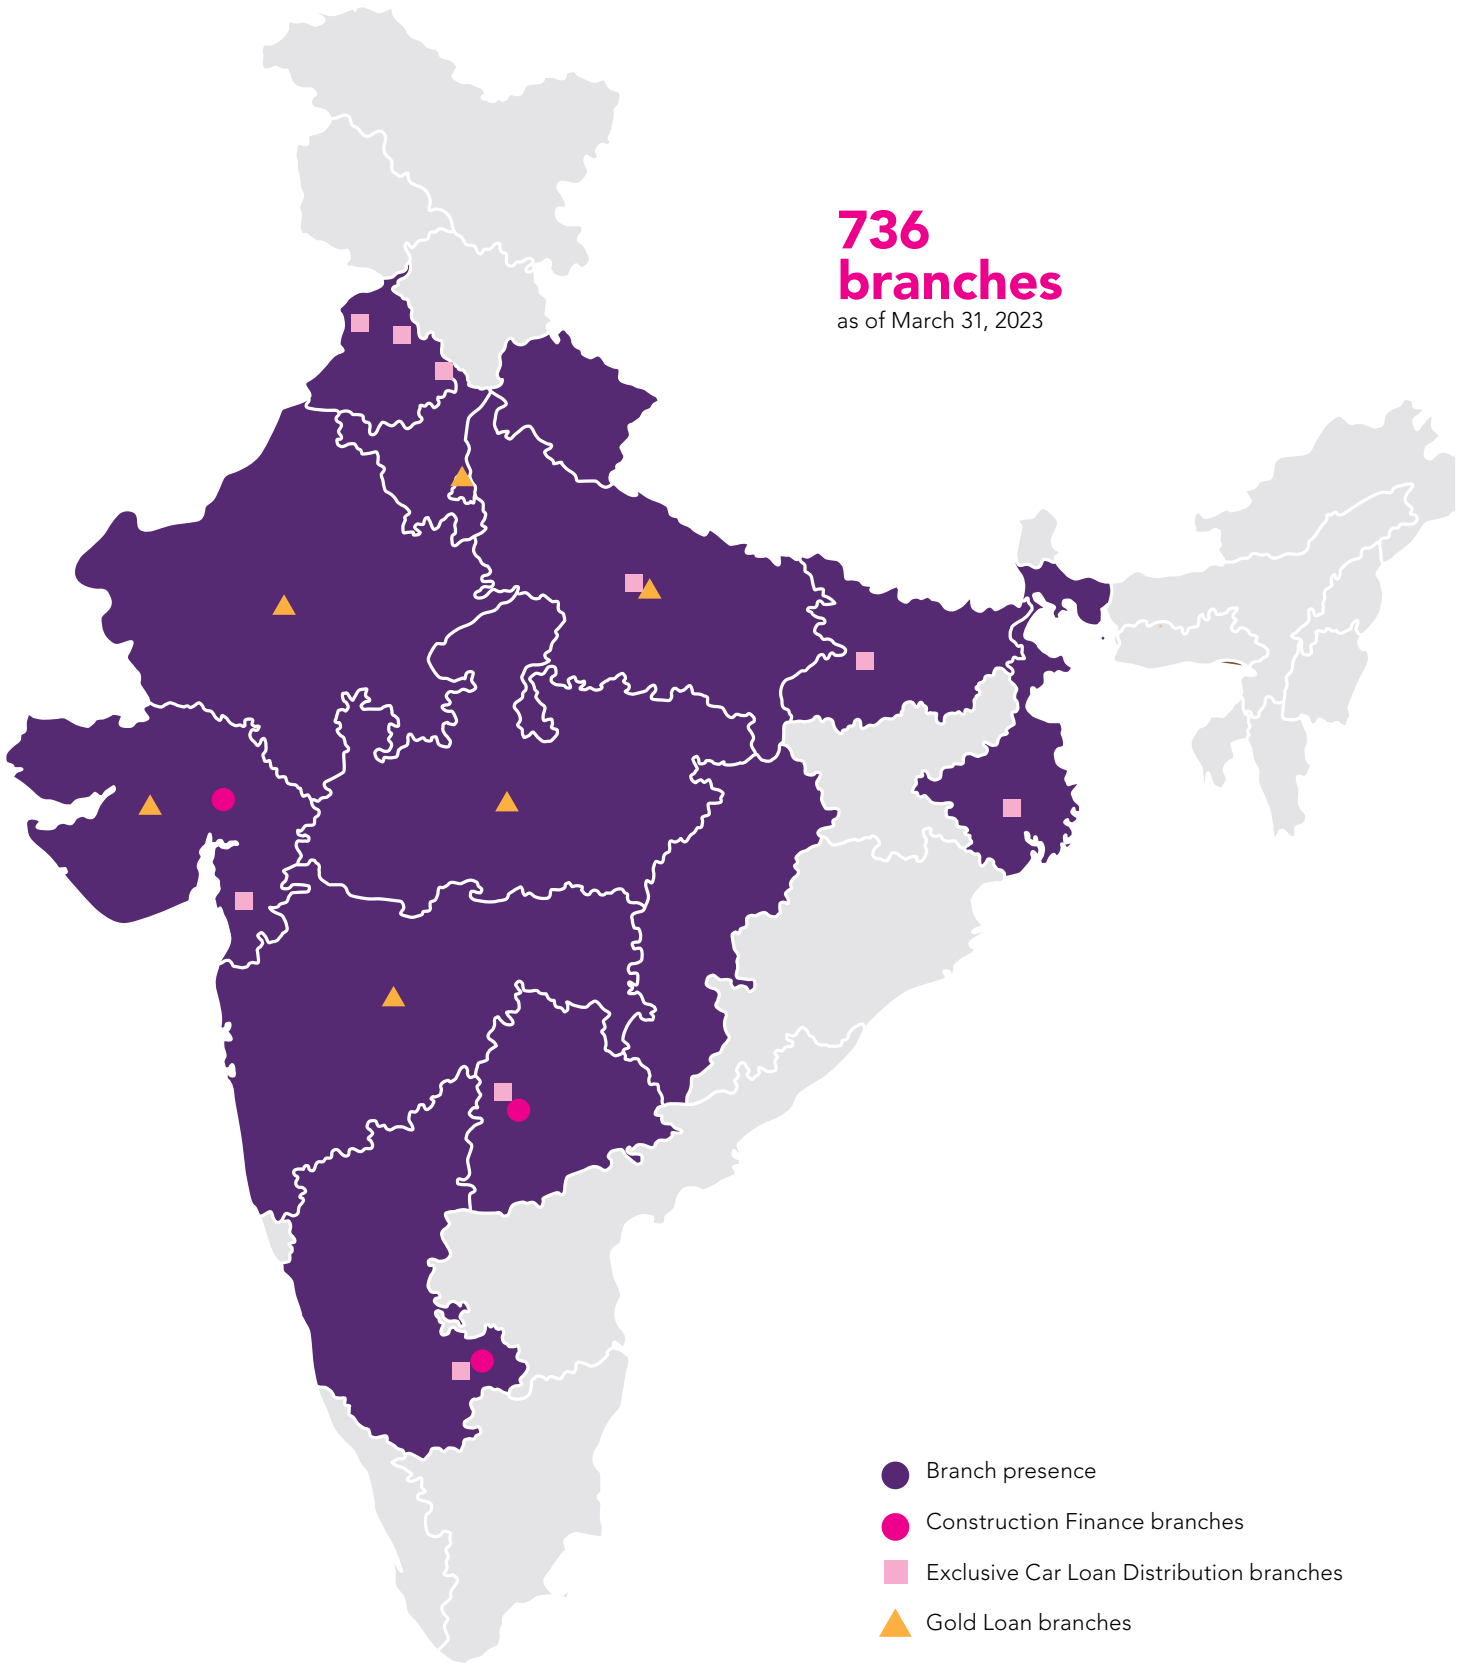 736
branches
as of March 31, 2023
Branch presence
Construction Finance branches
Exclusive Car Loan Distribution branches
Gold Loan branches